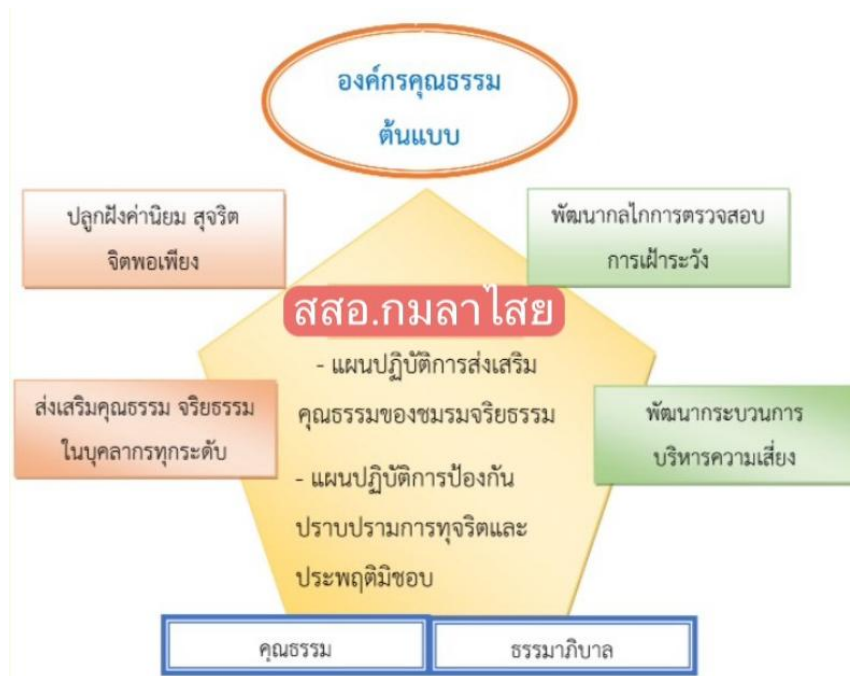 องค์กรคุณธรรม
ต้นแบบ
ปลูกฝังค่านิยม สุจริต
จิตพอเพียง
พัฒนากลไกการตรวจสอบ
การเฝ้าระวัง
สสอ.กมลาไสย
- แผนปฏิบัติการส่งเสริม
คุณธรรมของชมรมจริยธรรม
- แผนปฏิบัติการป้องกัน
ปราบปรามการทุจริตและ
ประพฤติมิชอบ
ส่งเสริมคุณธรรม จริยธรรม
ในบุคลากรทุกระดับ
พัฒนากระบวนการ
บริหารความเสี่ยง
คุณธรรม
ธรรมาภิบาล